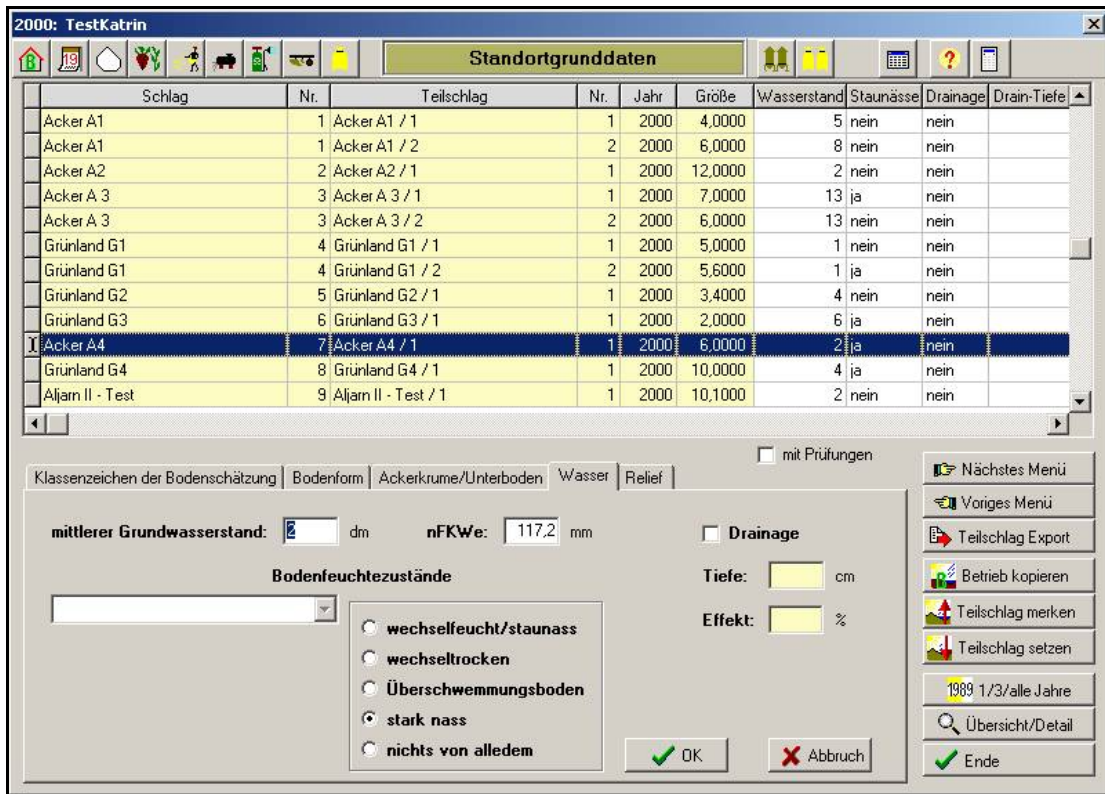 2000: TestKatrin
B 19 Standortgrunddaten ?
Schlag Nr. Teilschlag Nr. Jahr Größe Wasserstand Staunässe Drainage Drain-Tiefe
Acker A1 1 Acker A1 / 1 1 2000 4,0000 5 nein nein
Acker A1 1 Acker A1 / 2 2 2000 6,0000 8 nein nein
Acker A2 2 Acker A2 / 1 1 2000 12,0000 2 nein nein
Acker A 3 3 Acker A 3 / 1 1 2000 7,0000 13 ja nein
Acker A 3 3 Acker A 3 / 2 2 2000 6,0000 13 nein nein
Grünland G1 4 Grünland G1 / 1 1 2000 5,0000 1 nein nein
Grünland G1 4 Grünland G1 / 2 2 2000 5,6000 1 ja nein
Grünland G2 5 Grünland G2 / 1 1 2000 3,4000 4 nein nein
Grünland G3 6 Grünland G3 / 1 1 2000 2,0000 6 ja nein
Acker A4 7 Acker A4 / 1 1 2000 6,0000 2 ja nein
Grünland G4 8 Grünland G4 / 1 1 2000 10,0000 4 ja nein
Aljarn II - Test 9 Aljarn II - Test / 1 1 2000 10,1000 2 nein nein
mit Prüfungen
Klassenzeichen der Bodenschätzung Bodenform Ackerkrume/Unterboden Wasser Relief
mittlerer Grundwasserstand: 2 dm nFKWe: 117,2 mm
Drainage
Bodenfeuchtezustände
Tiefe: cm
Effekt: %
wechselfeucht/staunass
wechseltrocken
Überschwemmungsboden
stark nass
nichts von alledem
OK Abbruch
Nächstes Menü
Voriges Menü
Teilschlag Export
Betrieb kopieren
Teilschlag merken
Teilschlag setzen
1989 1/3/alle Jahre
Übersicht/Detail
Ende